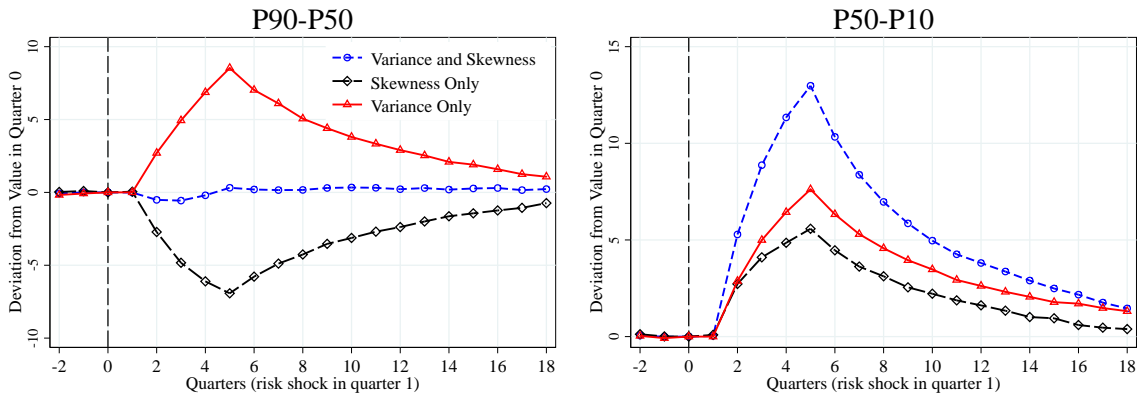 P90-P50
Deviation from Value in Quarter 0
10
5
0
-5
-10
Variance and Skewness
Skewness Only
Variance Only
-2 0 2 4 6 8 10 12 14 16 18
Quarters (risk shock in quarter 1)
P50-P10
Deviation from Value in Quarter 0
15
10
5
0
-2 0 2 4 6 8 10 12 14 16 18
Quarters (risk shock in quarter 1)